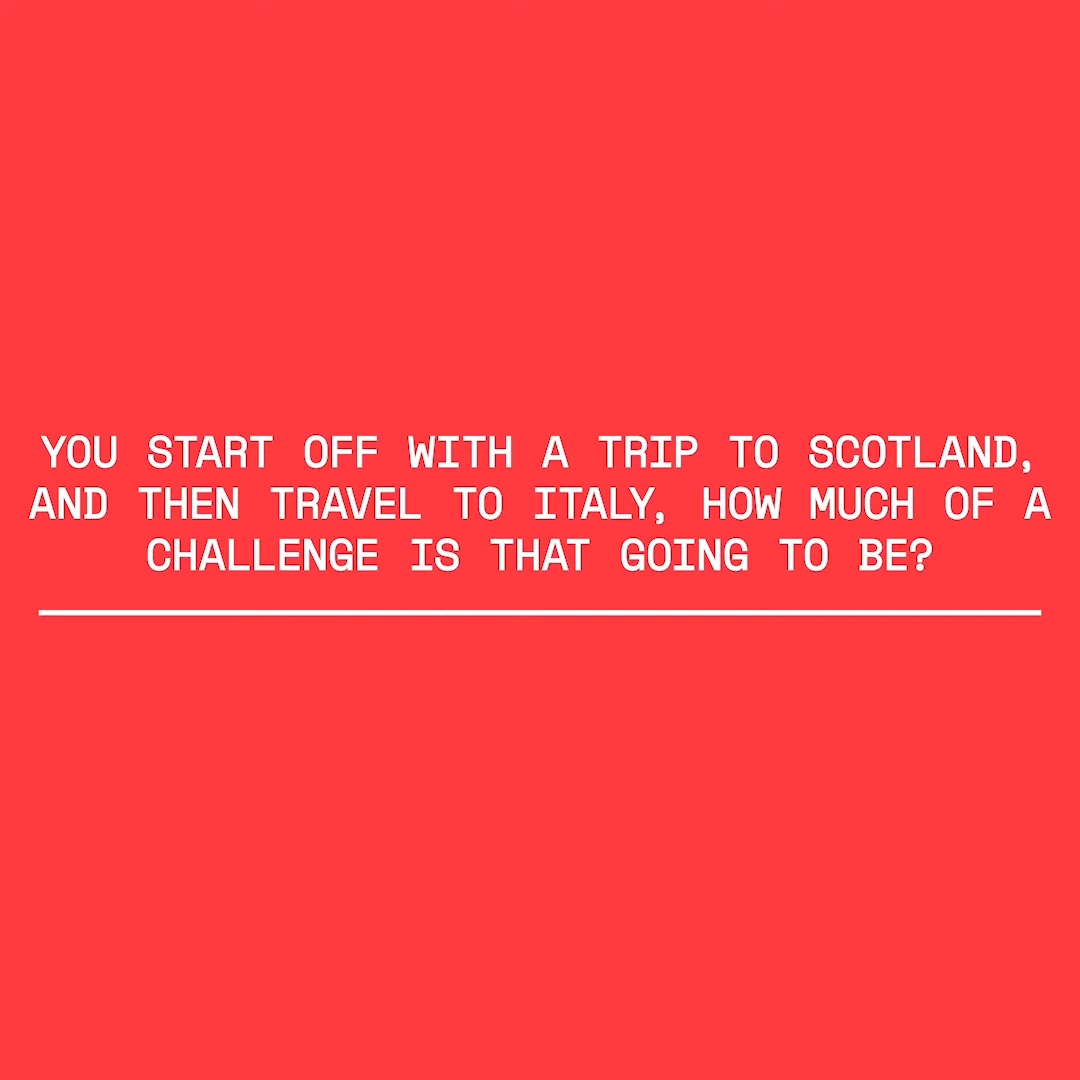 YOU START OFF WITH A TRIP TO SCOTLAND,
AND THEN TRAVEL TO ITALY, HOW MUCH OF A
CHALLENGE IS THAT GOING TO BE?